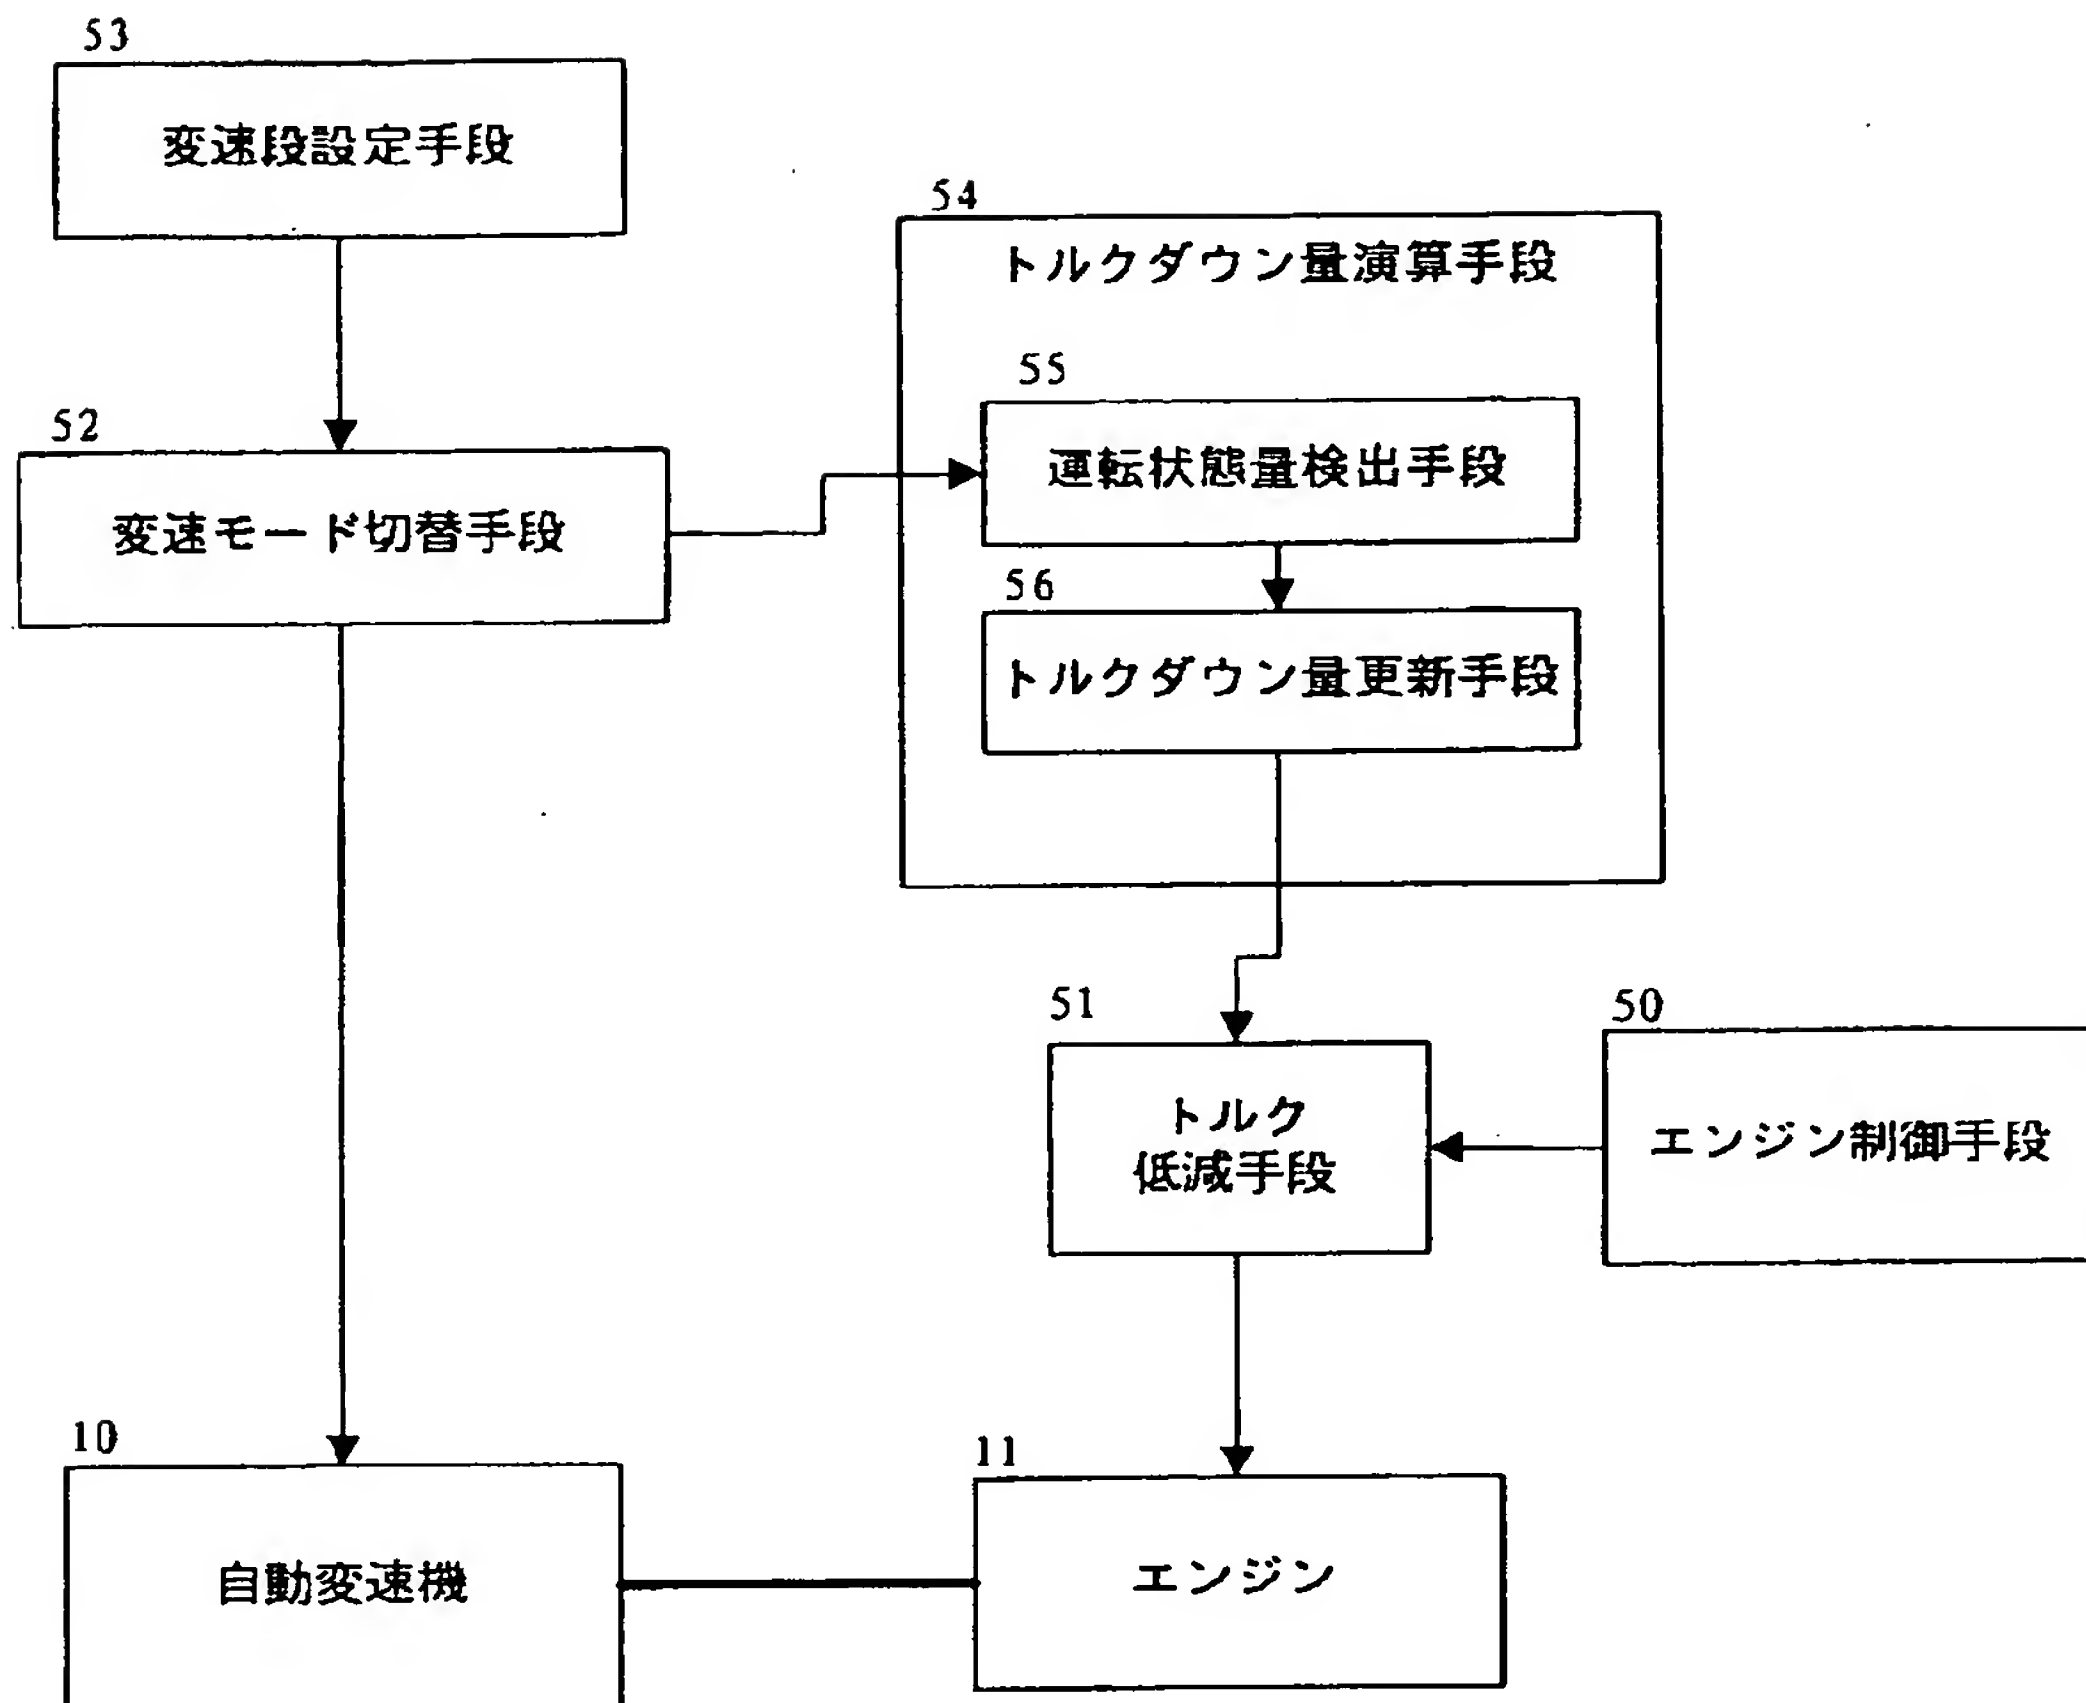 53
変速段設定手段
54
トルクダウン量演算手段
55
運転状態量検出手段
52
変速モード切替手段
56
トルクダウン量更新手段
51
トルク
低減手段
50
エンジン制御手段
10
自動変速機
11
エンジン